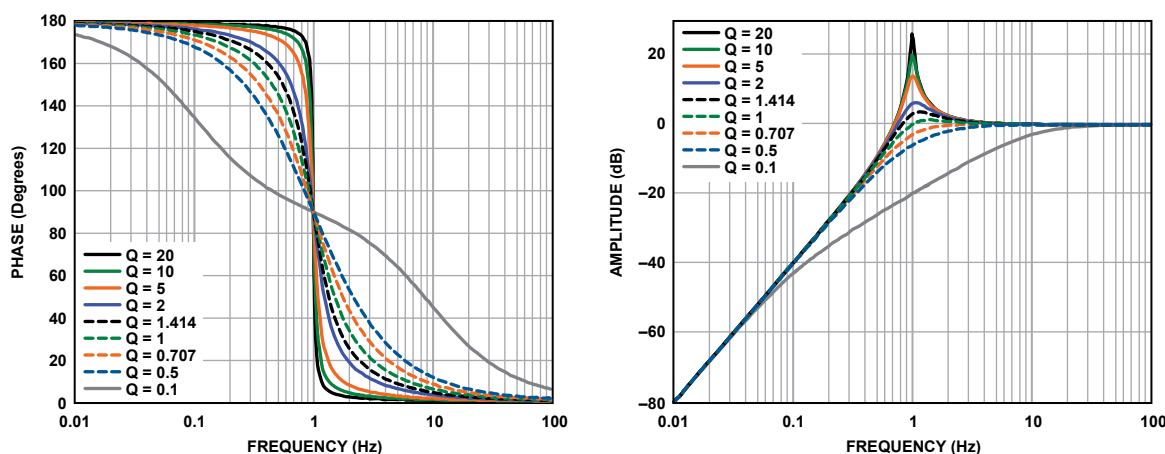 PHASE (Degrees)
180
160
140
120
100
80
60
40
20
0
Q = 20
Q = 10
Q = 5
Q = 2
Q = 1.414
Q = 1
Q = 0.707
Q = 0.5
Q = 0.1
0.01
0.1
1
10
100
FREQUENCY (Hz)
AMPLITUDE (dB)
20
0
–20
–40
–60
–80
Q = 20
Q = 10
Q = 5
Q = 2
Q = 1.414
Q = 1
Q = 0.707
Q = 0.5
Q = 0.1
0.01
0.1
1
10
100
FREQUENCY (Hz)